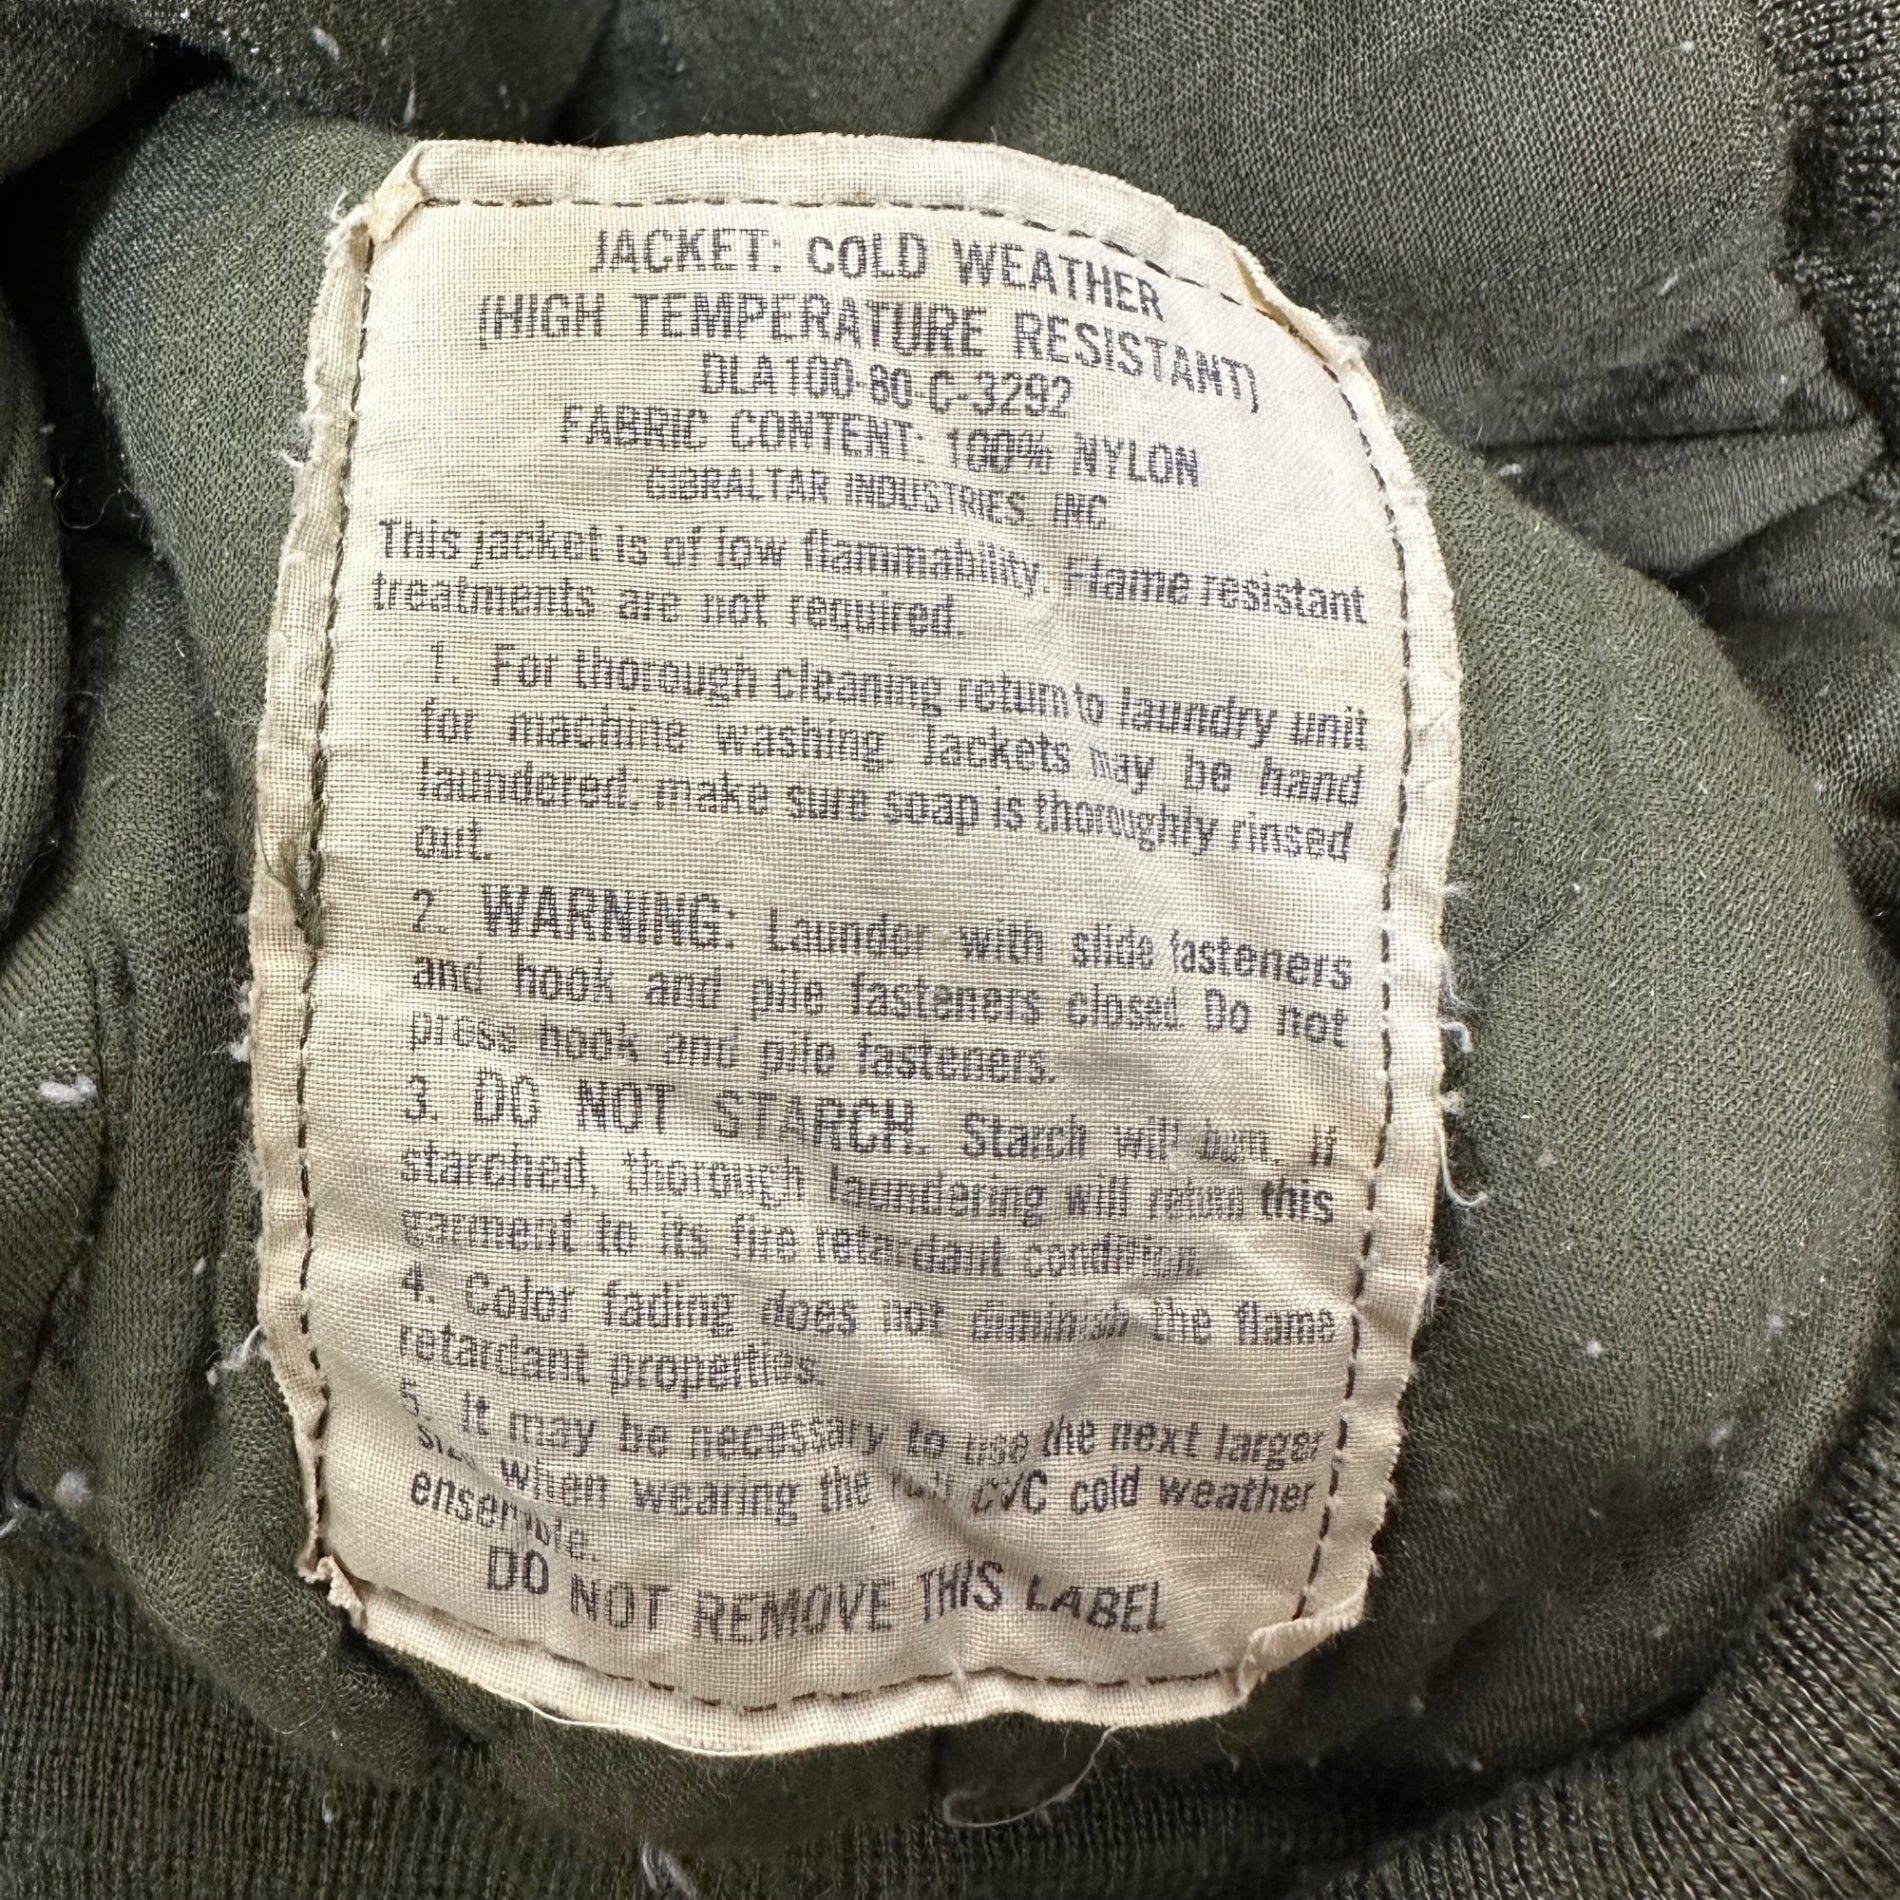 JACKET: COLD WEATHER
(HIGH TEMPERATURE RESISTANT)
DLA100-80-C-3292
FABRIC CONTENT: 100% NYLON
GIBRALTAR INDUSTRIES, INC.
This jacket is of low flammability. Flame resistant
treatments are not required.
1. For thorough cleaning return to laundry unit
for machine washing. Jackets may be hand
laundered; make sure soap is thoroughly rinsed
out.
2. WARNING: Launder with slide fasteners
and hook and pile fasteners closed. Do not
press hook and pile fasteners.
3. DO NOT STARCH. Starch will burn. If
starched, thorough laundering will return this
garment to its fire retardant condition.
4. Color fading does not diminish the flame
retardant properties.
5. It may be necessary to use the next larger
size when wearing the full CVC cold weather
ensemble.
DO NOT REMOVE THIS LABEL